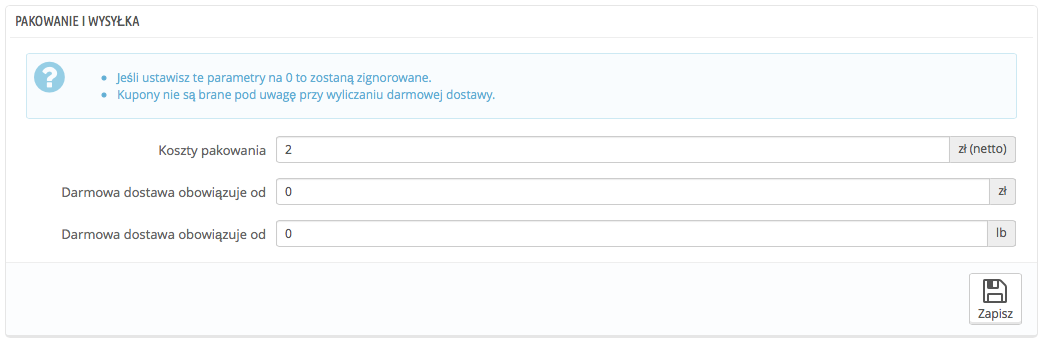 PAKOWANIE I WYSYŁKA
Jeśli ustawisz te parametry na 0 to zostaną zignorowane.
Kupony nie są brane pod uwagę przy wyliczaniu darmowej dostawy.
Koszty pakowania 2 zł (netto)
Darmowa dostawa obowiązuje od 0 zł
Darmowa dostawa obowiązuje od 0 lb
Zapisz